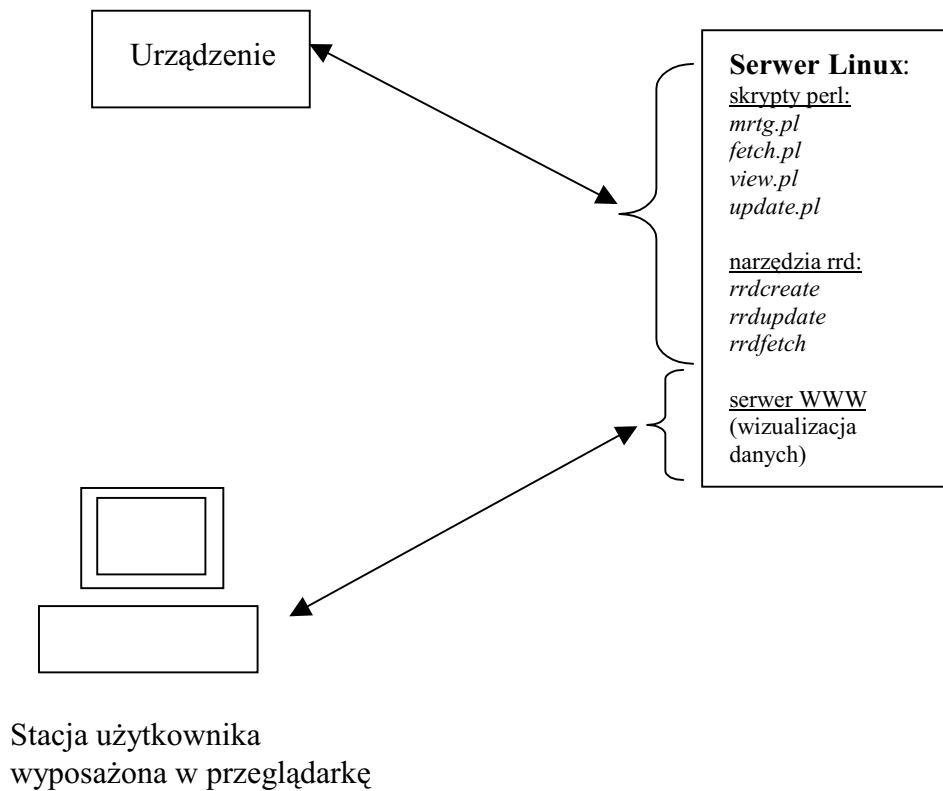 Urządzenie
Serwer Linux:
skrypty perl:
mrtg.pl
fetch.pl
view.pl
update.pl
narzędzia rrd:
rrdcreate
rrdupdate
rrdfetch
serwer WWW
(wizualizacja
danych)
Stacja użytkownika
wyposażona w przeglądarkę